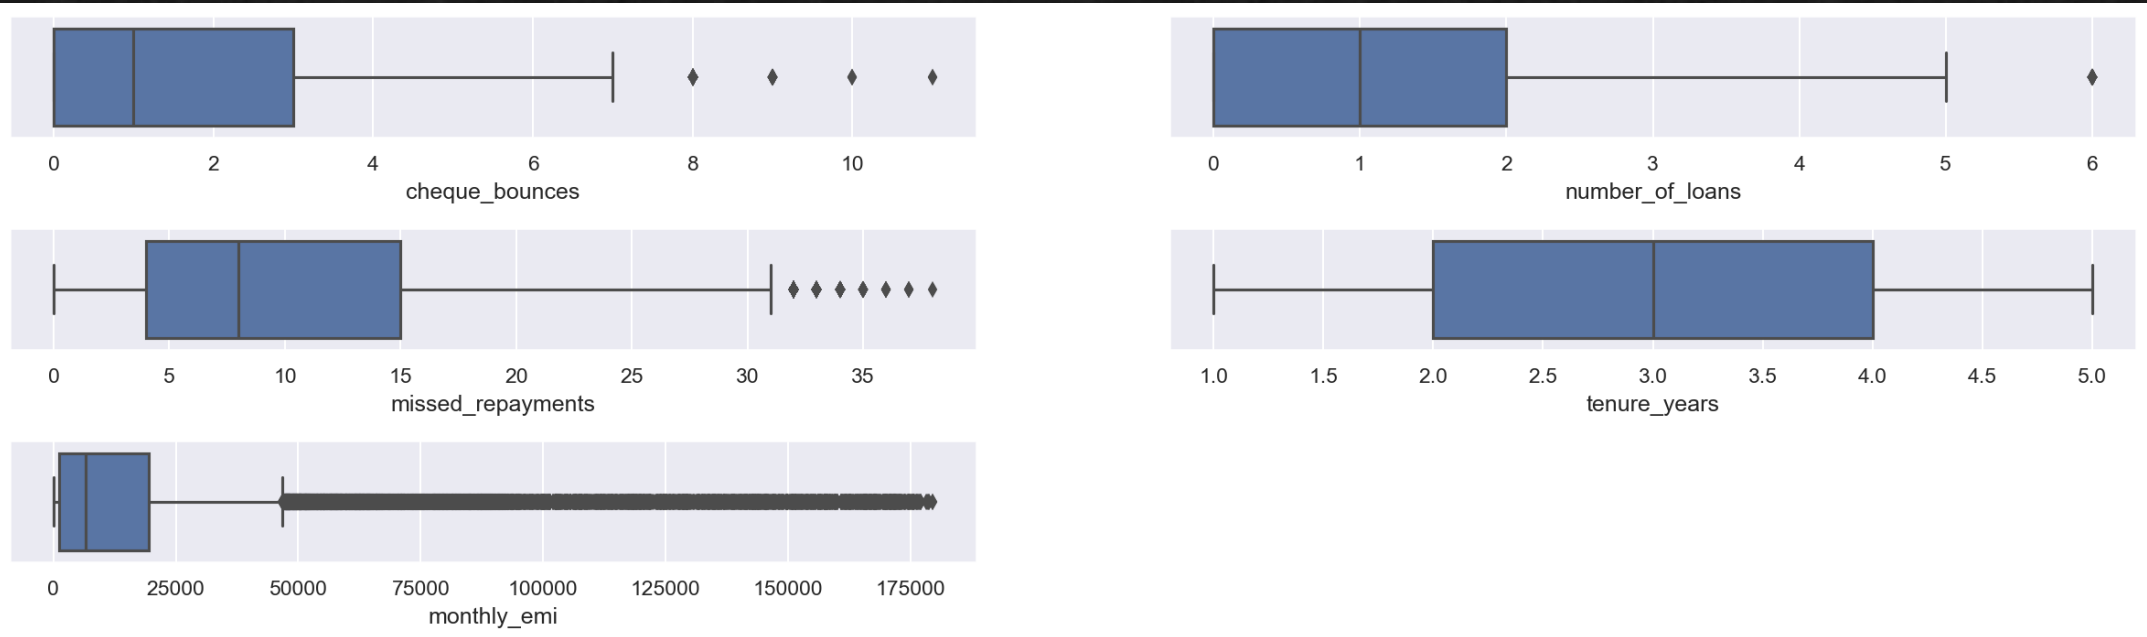 0 2 4 6 8 10
cheque_bounces
0 1 2 3 4 5 6
number_of_loans
0 5 10 15 20 25 30 35
missed_repayments
1.0 1.5 2.0 2.5 3.0 3.5 4.0 4.5 5.0
tenure_years
0 25000 50000 75000 100000 125000 150000 175000
monthly_emi